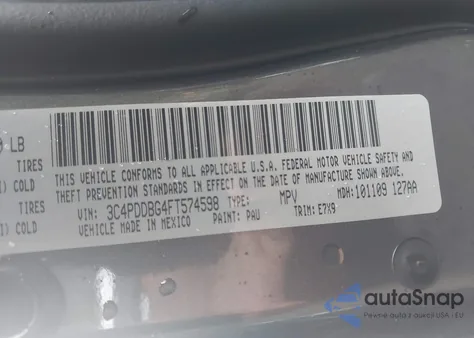 0 LB
TIRES
) COLD
TIRES
I) COLD
THIS VEHICLE CONFORMS TO ALL APPLICABLE U.S.A. FEDERAL MOTOR VEHICLE SAFETY AND
THEFT PREVENTION STANDARDS IN EFFECT ON THE DATE OF MANUFACTURE SHOWN ABOVE.
VIN: 3C4PDDBG4FT574598 TYPE: MPV MDH: 101109 127AA
VEHICLE MADE IN MEXICO PAINT: PAU TRIM: E7X9
autaSnap